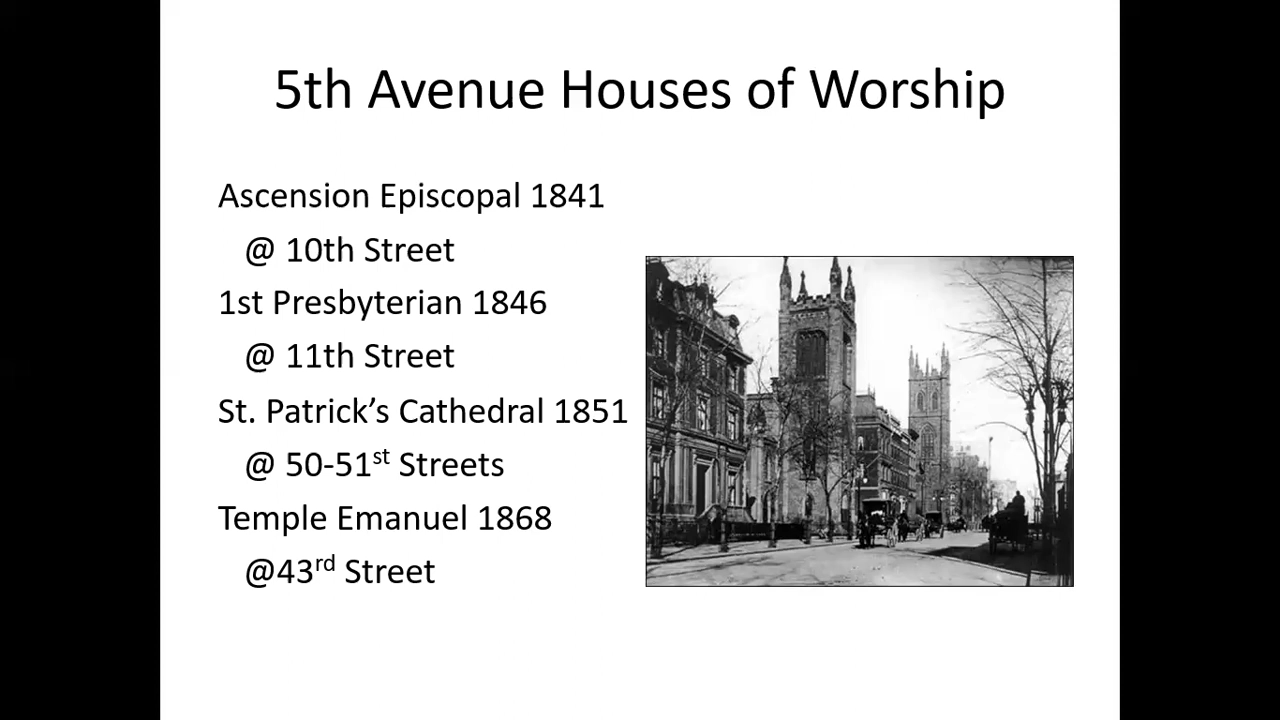 5th Avenue Houses of Worship
Ascension Episcopal 1841
@ 10th Street
1st Presbyterian 1846
@ 11th Street
St. Patrick’s Cathedral 1851
@ 50-51st Streets
Temple Emanuel 1868
@43rd Street